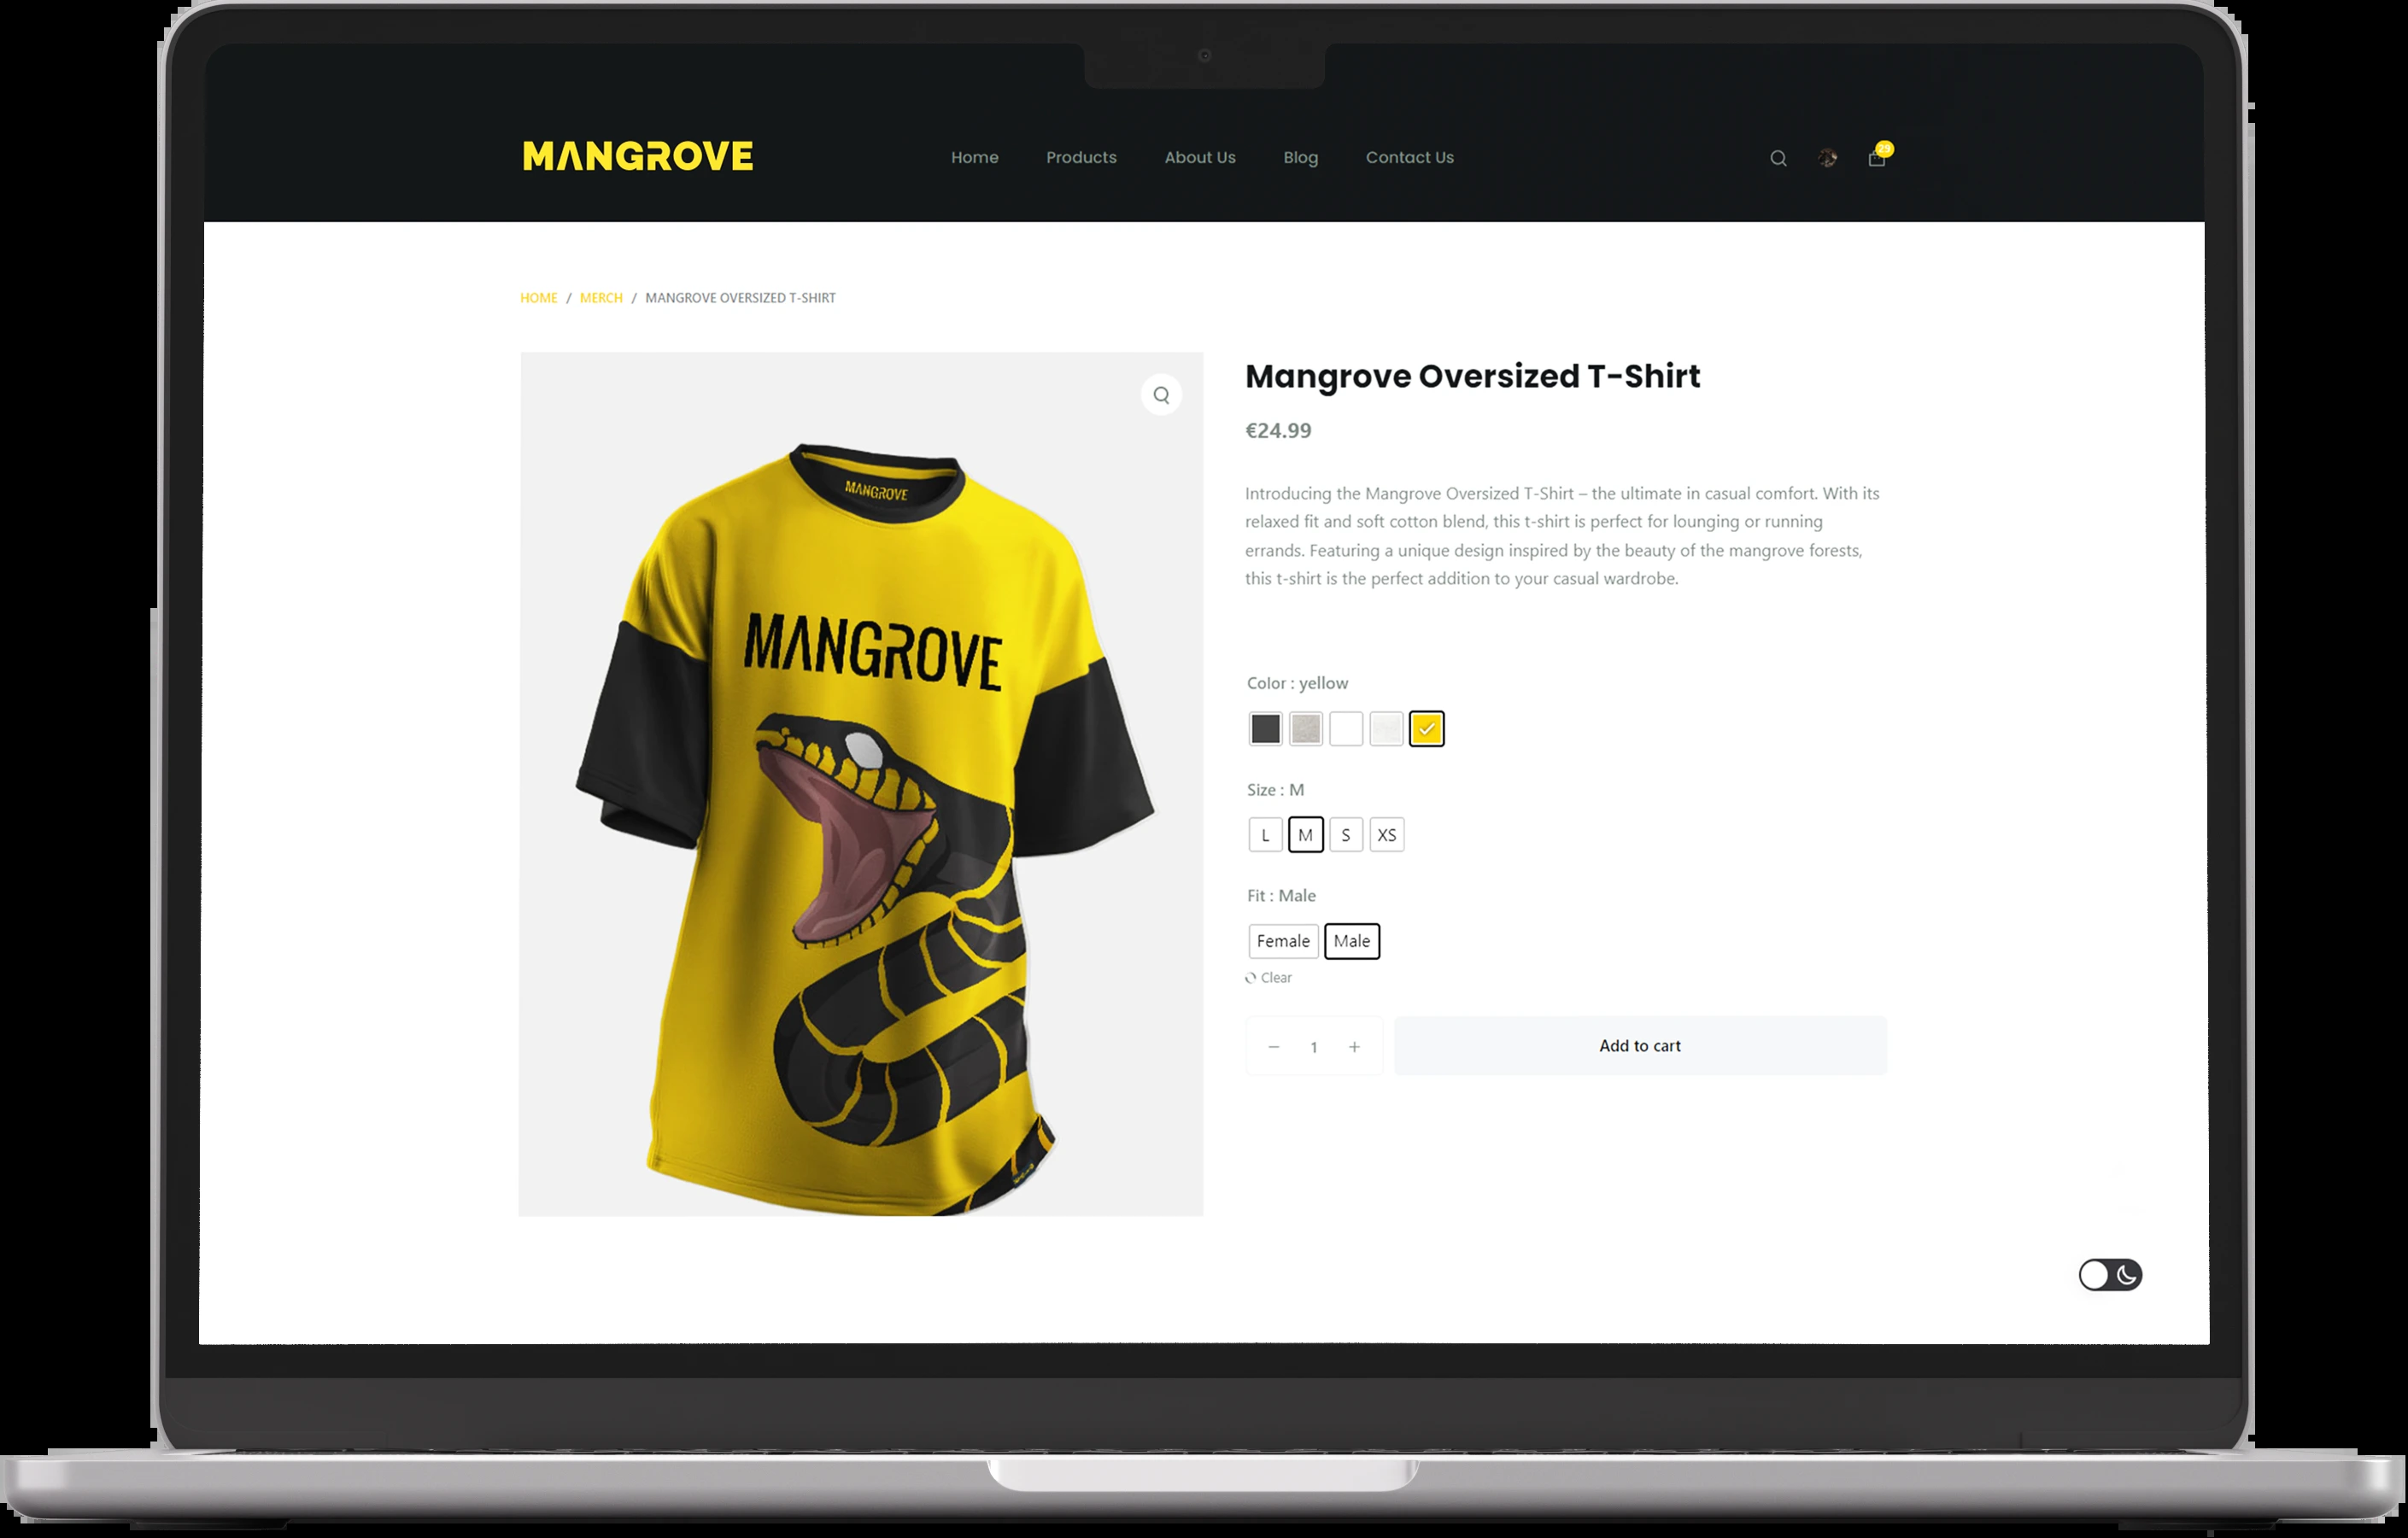 MANGROVE
Home Products About Us Blog Contact Us
29
HOME / MERCH / MANGROVE OVERSIZED T-SHIRT
MANGROVE
MANGROVE
Mangrove Oversized T-Shirt
€24.99
Introducing the Mangrove Oversized T-Shirt – the ultimate in casual comfort. With its
relaxed fit and soft cotton blend, this t-shirt is perfect for lounging or running
errands. Featuring a unique design inspired by the beauty of the mangrove forests,
this t-shirt is the perfect addition to your casual wardrobe.
Color : yellow
Size : M
L M S XS
Fit : Male
Female Male
Clear
− 1 + Add to cart